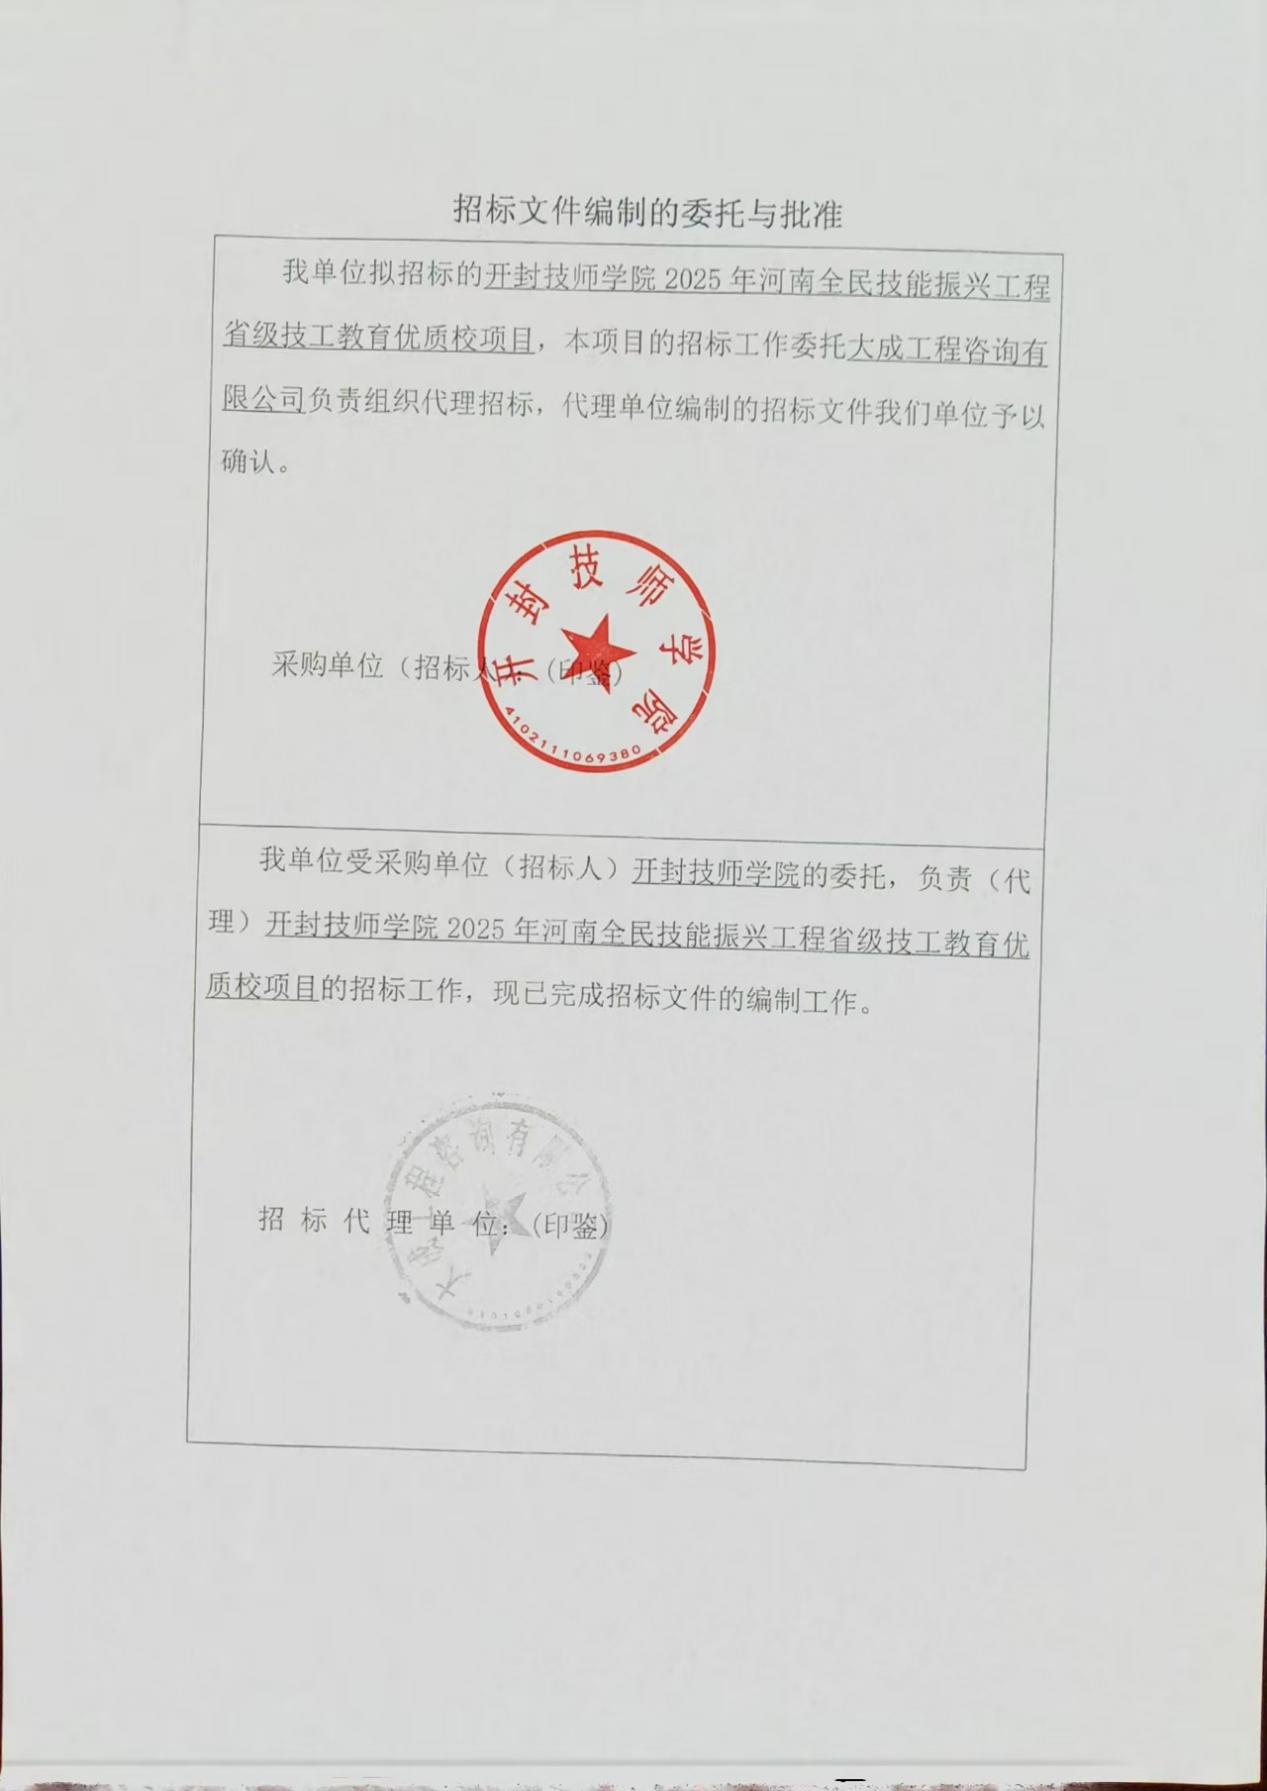 招标文件编制的委托与批准
我单位拟招标的开封技师学院 2025 年河南全民技能振兴工程
省级技工教育优质校项目，本项目的招标工作委托大成工程咨询有
限公司负责组织代理招标，代理单位编制的招标文件我们单位予以
确认。
开封技师学院
采购单位（招标人：(印鉴)
4102111069380
我单位受采购单位（招标人）开封技师学院的委托，负责（代
理）开封技师学院 2025 年河南全民技能振兴工程省级技工教育优
质校项目的招标工作，现已完成招标文件的编制工作。
程咨询有限公
招标代理单位：(印鉴)